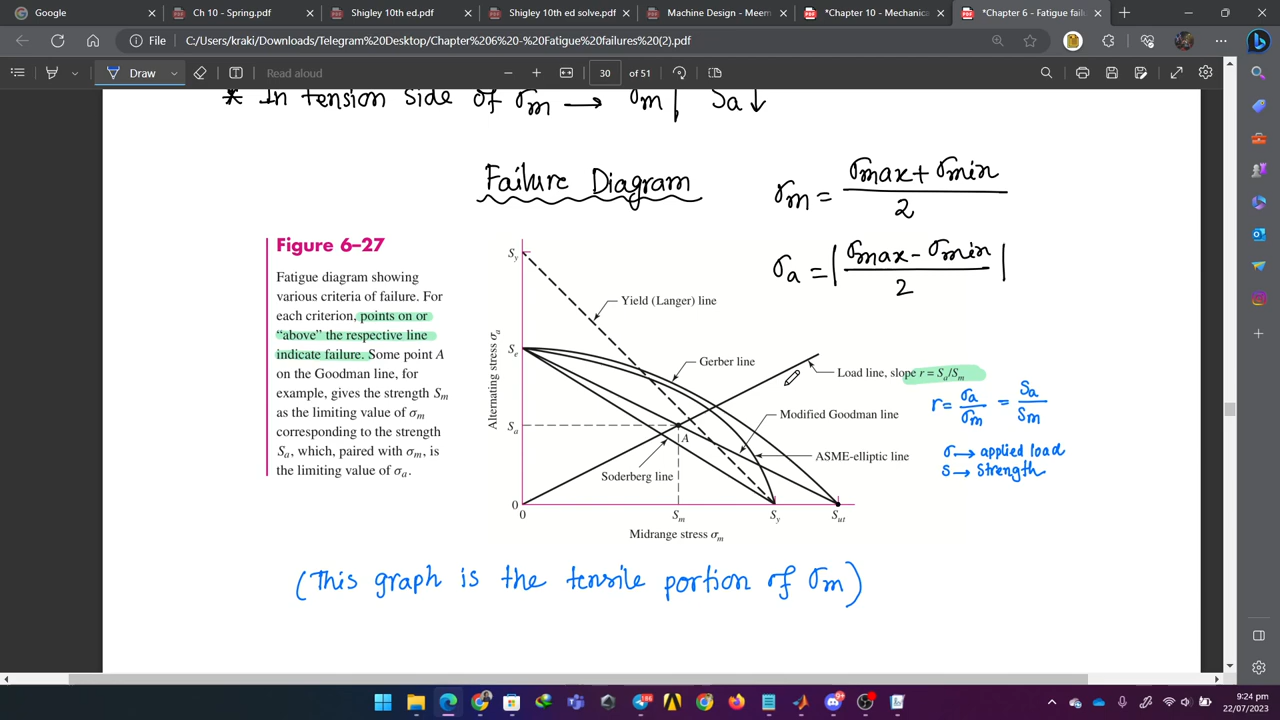 Google
Ch 10 - Spring.pdf
Shigley 10th ed.pdf
Shigley 10th ed solve.pdf
Machine Design - Meem
*Chapter 10- Mechanica
*Chapter 6 - Fatigue failu
File
C:/Users/kraki/Downloads/Telegram%20Desktop/Chapter%206%20-%20Fatigue%20failures%20(2).pdf
Draw
Read aloud
30 of 51
* In tension side of σm → σm Sa↓
Failure Diagram
σm = σmax + σmin / 2
σa = |σmax - σmin / 2|
Figure 6–27
Fatigue diagram showing
various criteria of failure. For
each criterion, points on or
“above” the respective line
indicate failure. Some point A
on the Goodman line, for
example, gives the strength Sm
as the limiting value of σm
corresponding to the strength
Sa, which, paired with σm, is
the limiting value of σa.
Alternating stress σa
Sy
Se
Sa
0
Yield (Langer) line
Gerber line
Load line, slope r = Sa/Sm
Modified Goodman line
ASME-elliptic line
A
Soderberg line
0
Sm
Sy
Sut
Midrange stress σm
r = σa/σm = Sa/Sm
σ → applied load
S → strength
(This graph is the tensile portion of σm)
9:24 pm
22/07/2023